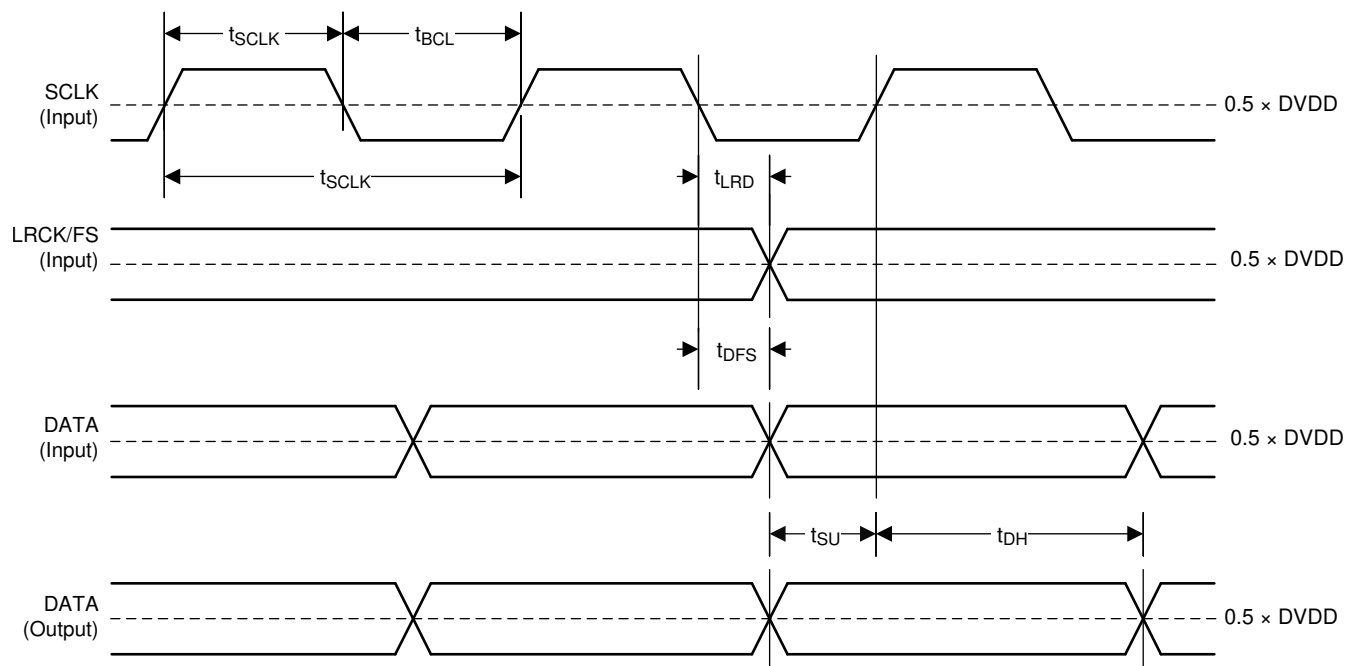 tSCLK
tBCL
SCLK
(Input)
0.5 × DVDD
tSCLK
tLRD
LRCK/FS
(Input)
0.5 × DVDD
tDFS
DATA
(Input)
0.5 × DVDD
tSU
tDH
DATA
(Output)
0.5 × DVDD